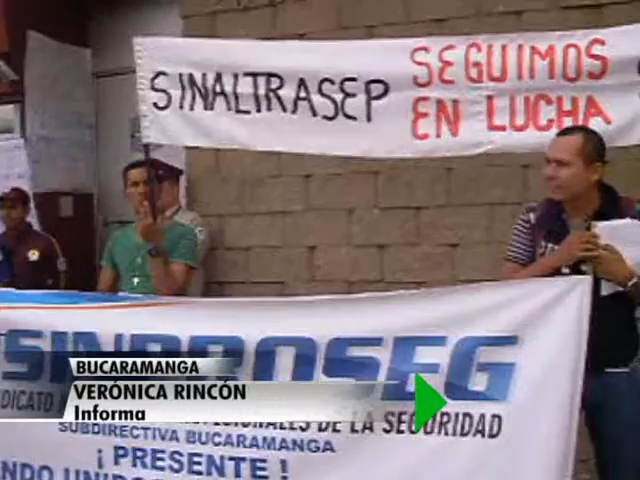 SINALTRASEP SEGUIMOS
EN LUCHA
SINPROSEG
BUCARAMANGA
VERÓNICA RINCÓN
Informa
DE LA SEGURIDAD
SUBDIRECTIVA BUCARAMANGA
¡ PRESENTE !